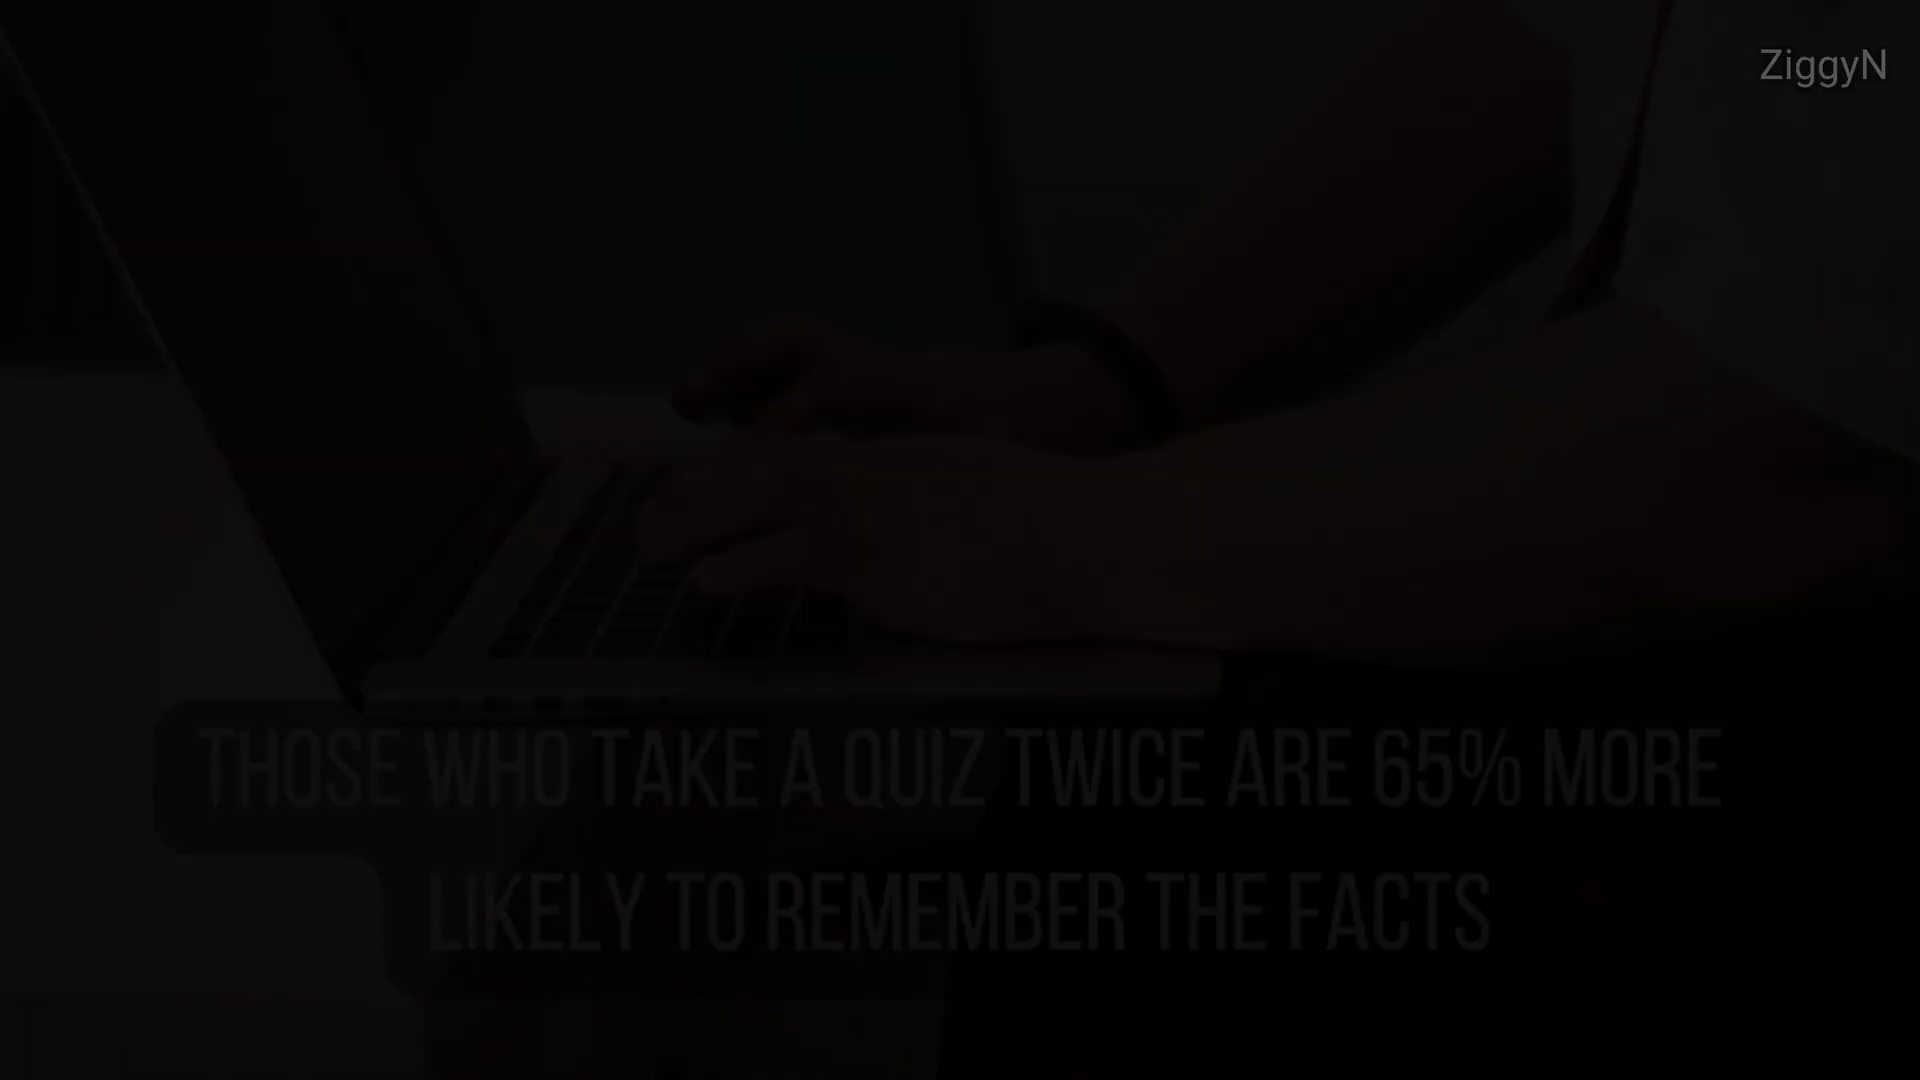 ZiggyN
THOSE WHO TAKE A QUIZ TWICE ARE 65% MORE
LIKELY TO REMEMBER THE FACTS